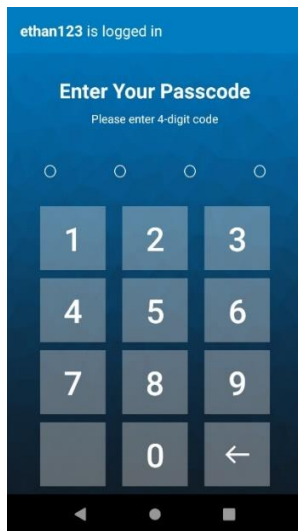 ethan123 is logged in
Enter Your Passcode
Please enter 4-digit code
1 2 3
4 5 6
7 8 9
0